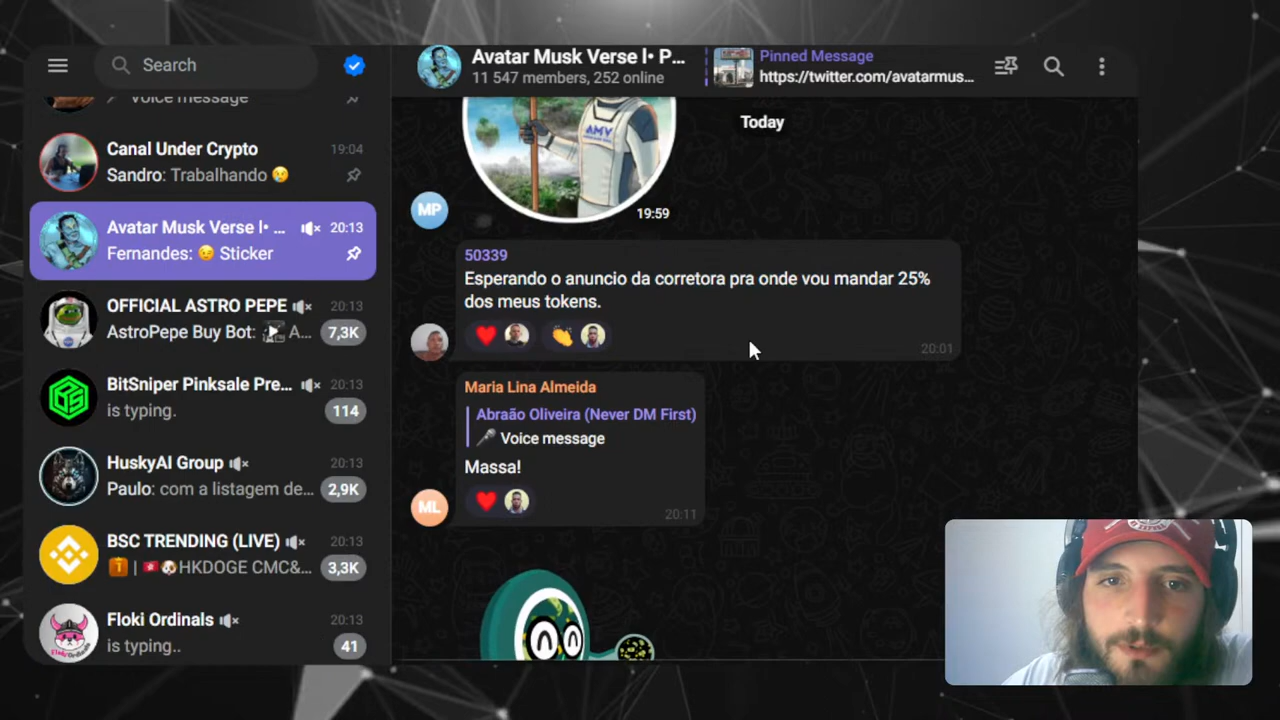 Search
Voice message
Canal Under Crypto
19:04
Sandro: Trabalhando 😢
Avatar Musk Verse l• ...
20:13
Fernandes: 😉 Sticker
OFFICIAL ASTRO PEPE
20:13
AstroPepe Buy Bot: A...
7,3K
BitSniper Pinksale Pre...
20:13
is typing.
114
HuskyAI Group
20:13
Paulo: com a listagem de...
2,9K
BSC TRENDING (LIVE)
20:13
| 🇭🇰🐶HKDOGE CMC&...
3,3K
Floki Ordinals
20:13
is typing..
41
Avatar Musk Verse l• P...
11 547 members, 252 online
Pinned Message
https://twitter.com/avatarmus...
Today
AMV
19:59
MP
50339
Esperando o anuncio da corretora pra onde vou mandar 25%
dos meus tokens.
❤️ 👏
20:01
Maria Lina Almeida
Abraão Oliveira (Never DM First)
🎤 Voice message
Massa!
❤️
20:11
ML